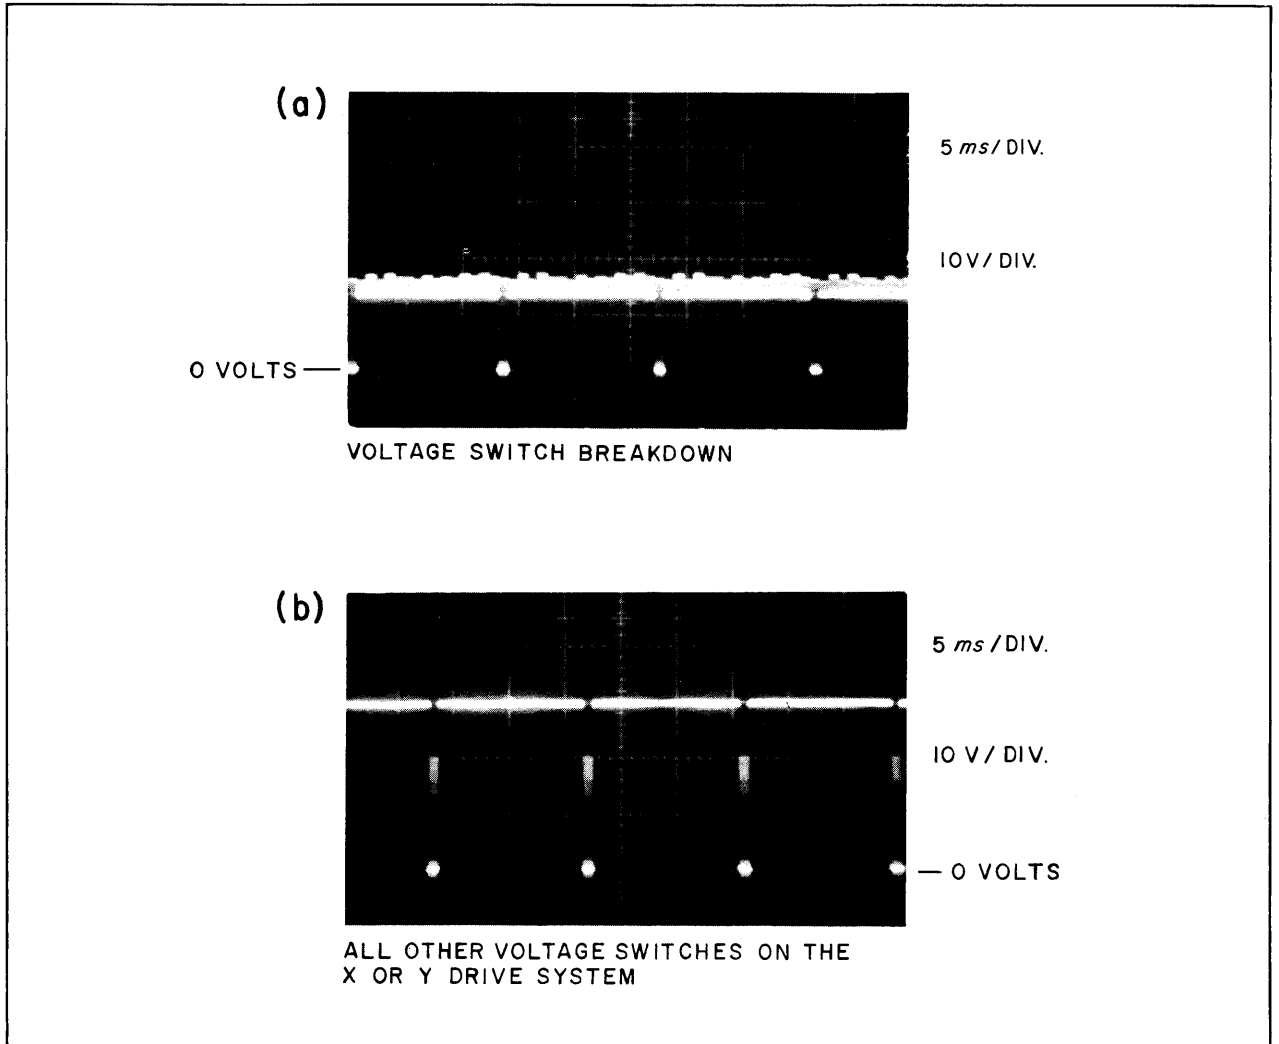 (a)
5 ms/DIV.
10V/DIV.
0 VOLTS
VOLTAGE SWITCH BREAKDOWN
(b)
5 ms/DIV.
10 V/DIV.
0 VOLTS
ALL OTHER VOLTAGE SWITCHES ON THE
X OR Y DRIVE SYSTEM